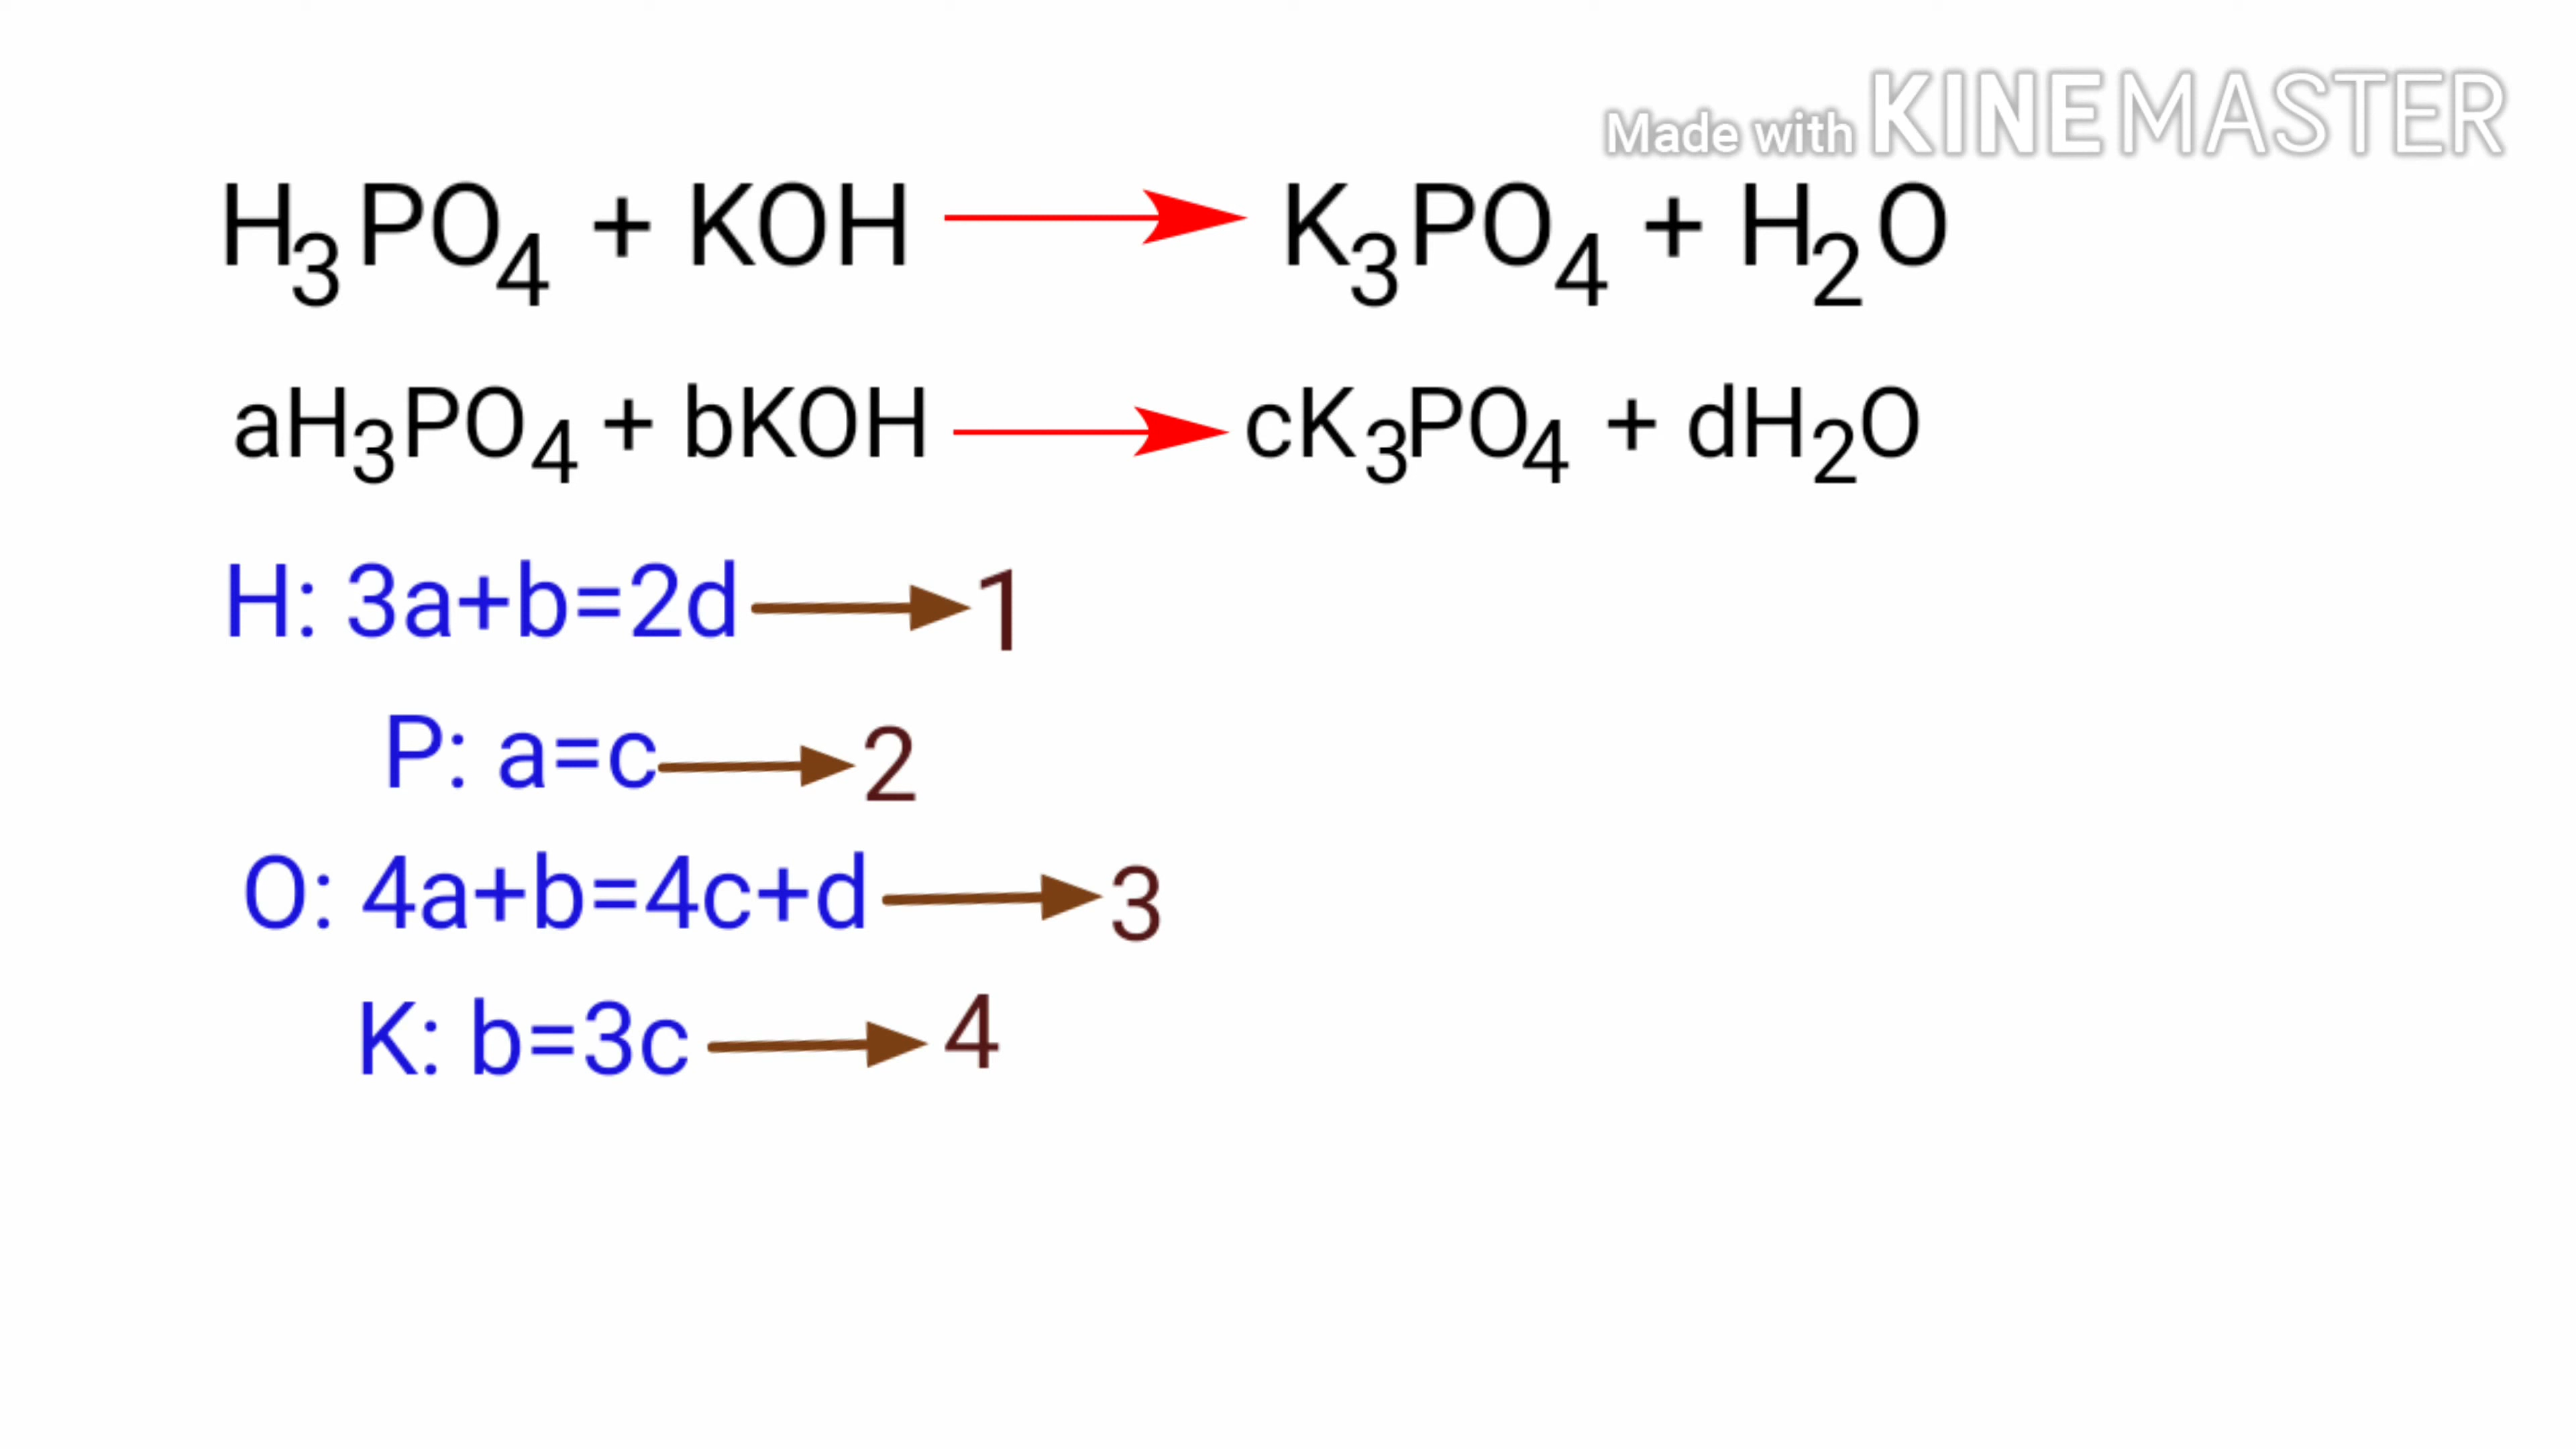 Made with KINEMASTER
H₃PO₄ + KOH ⟶ K₃PO₄ + H₂O
aH₃PO₄ + bKOH ⟶ cK₃PO₄ + dH₂O
H: 3a+b=2d ⟶ 1
P: a=c ⟶ 2
O: 4a+b=4c+d ⟶ 3
K: b=3c ⟶ 4